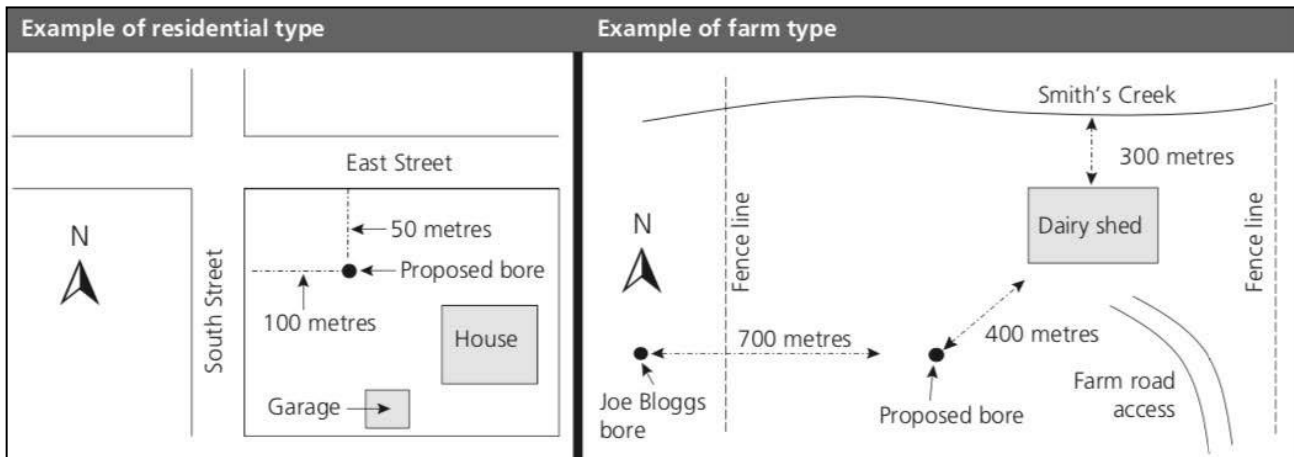 Example of residential type
East Street
N
South Street
50 metres
Proposed bore
100 metres
House
Garage
Example of farm type
Smith's Creek
300 metres
N
Fence line
Dairy shed
Fence line
700 metres
400 metres
Joe Bloggs
bore
Proposed bore
Farm road
access